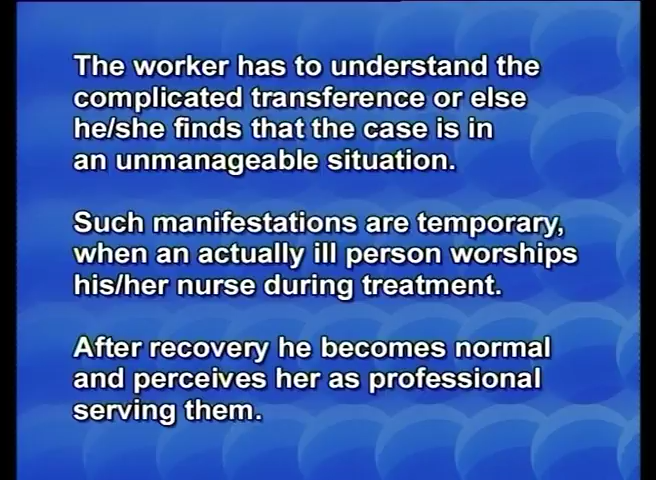 The worker has to understand the
complicated transference or else
he/she finds that the case is in
an unmanageable situation.
Such manifestations are temporary,
when an actually ill person worships
his/her nurse during treatment.
After recovery he becomes normal
and perceives her as professional
serving them.